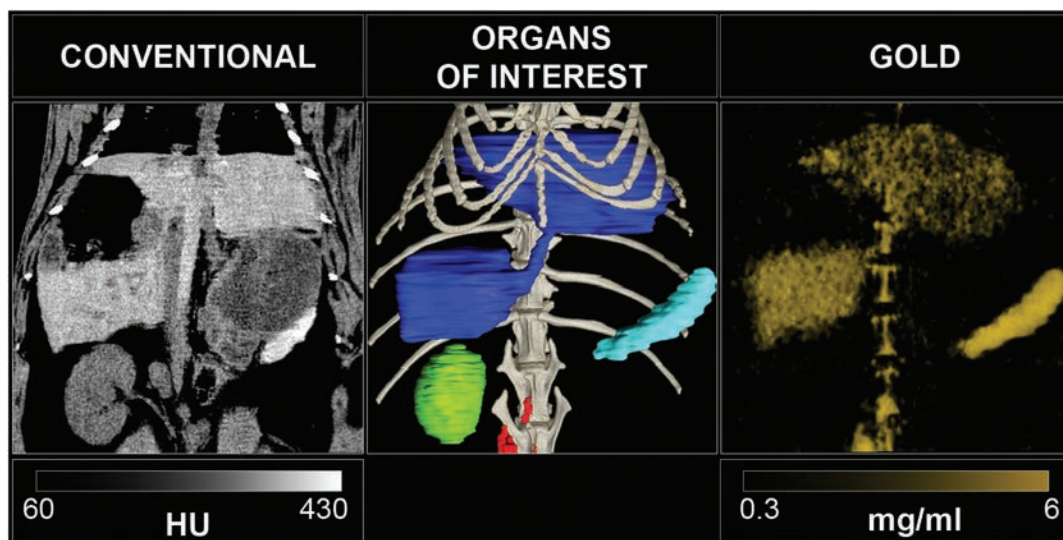 CONVENTIONAL
ORGANS
OF INTEREST
GOLD
60
430
HU
0.3
6
mg/ml